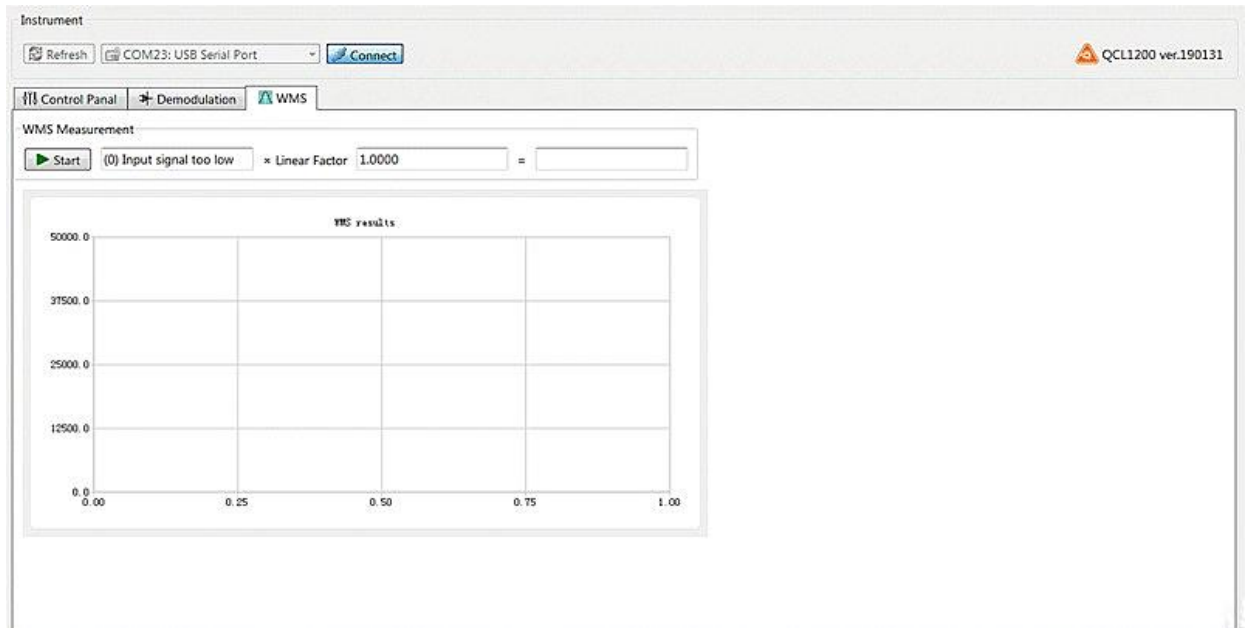 Instrument
Refresh COM23: USB Serial Port Connect QCL1200 ver.190131
Control Panal Demodulation WMS
WMS Measurement
Start (0) Input signal too low × Linear Factor 1.0000 =
WMS results
50000.0
37500.0
25000.0
12500.0
0.0
0.00 0.25 0.50 0.75 1.00